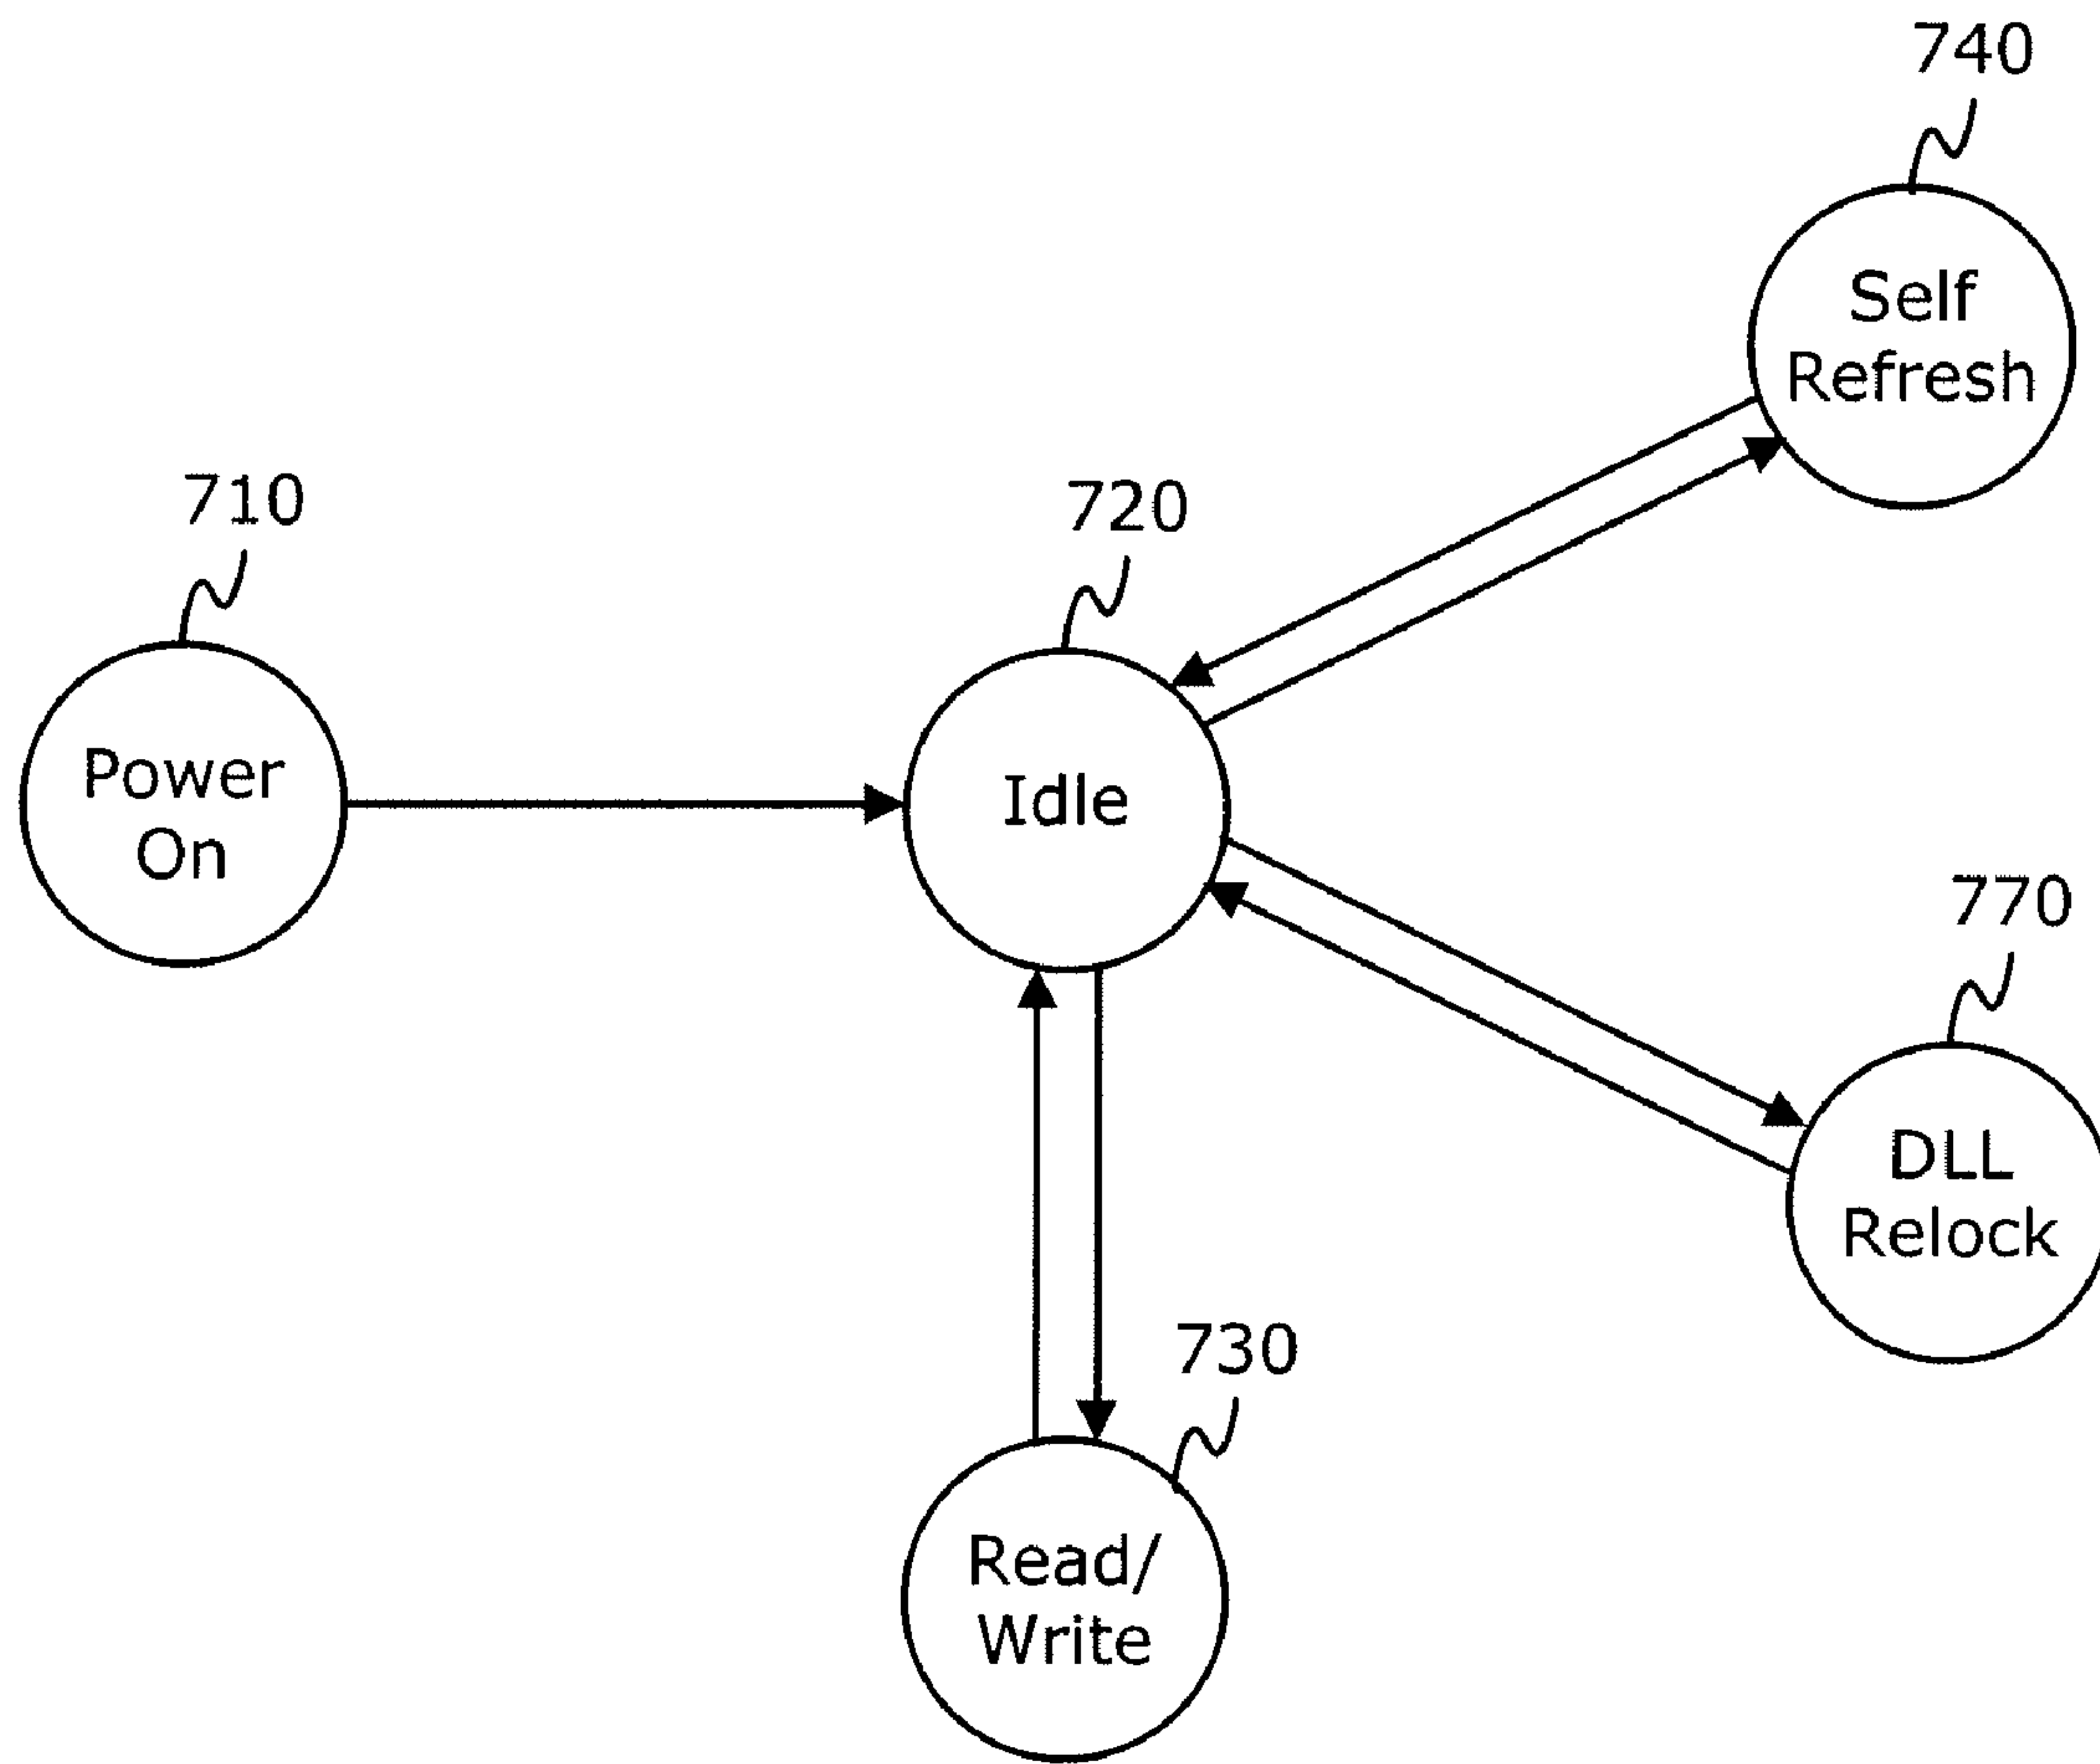 740
Self
Refresh
710
720
Power
On
Idle
770
DLL
Relock
730
Read/
Write